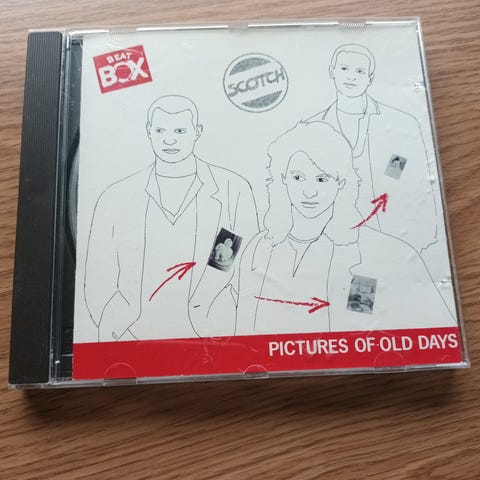 BEAT
BOX
SCOTCH
PICTURES OF OLD DAYS